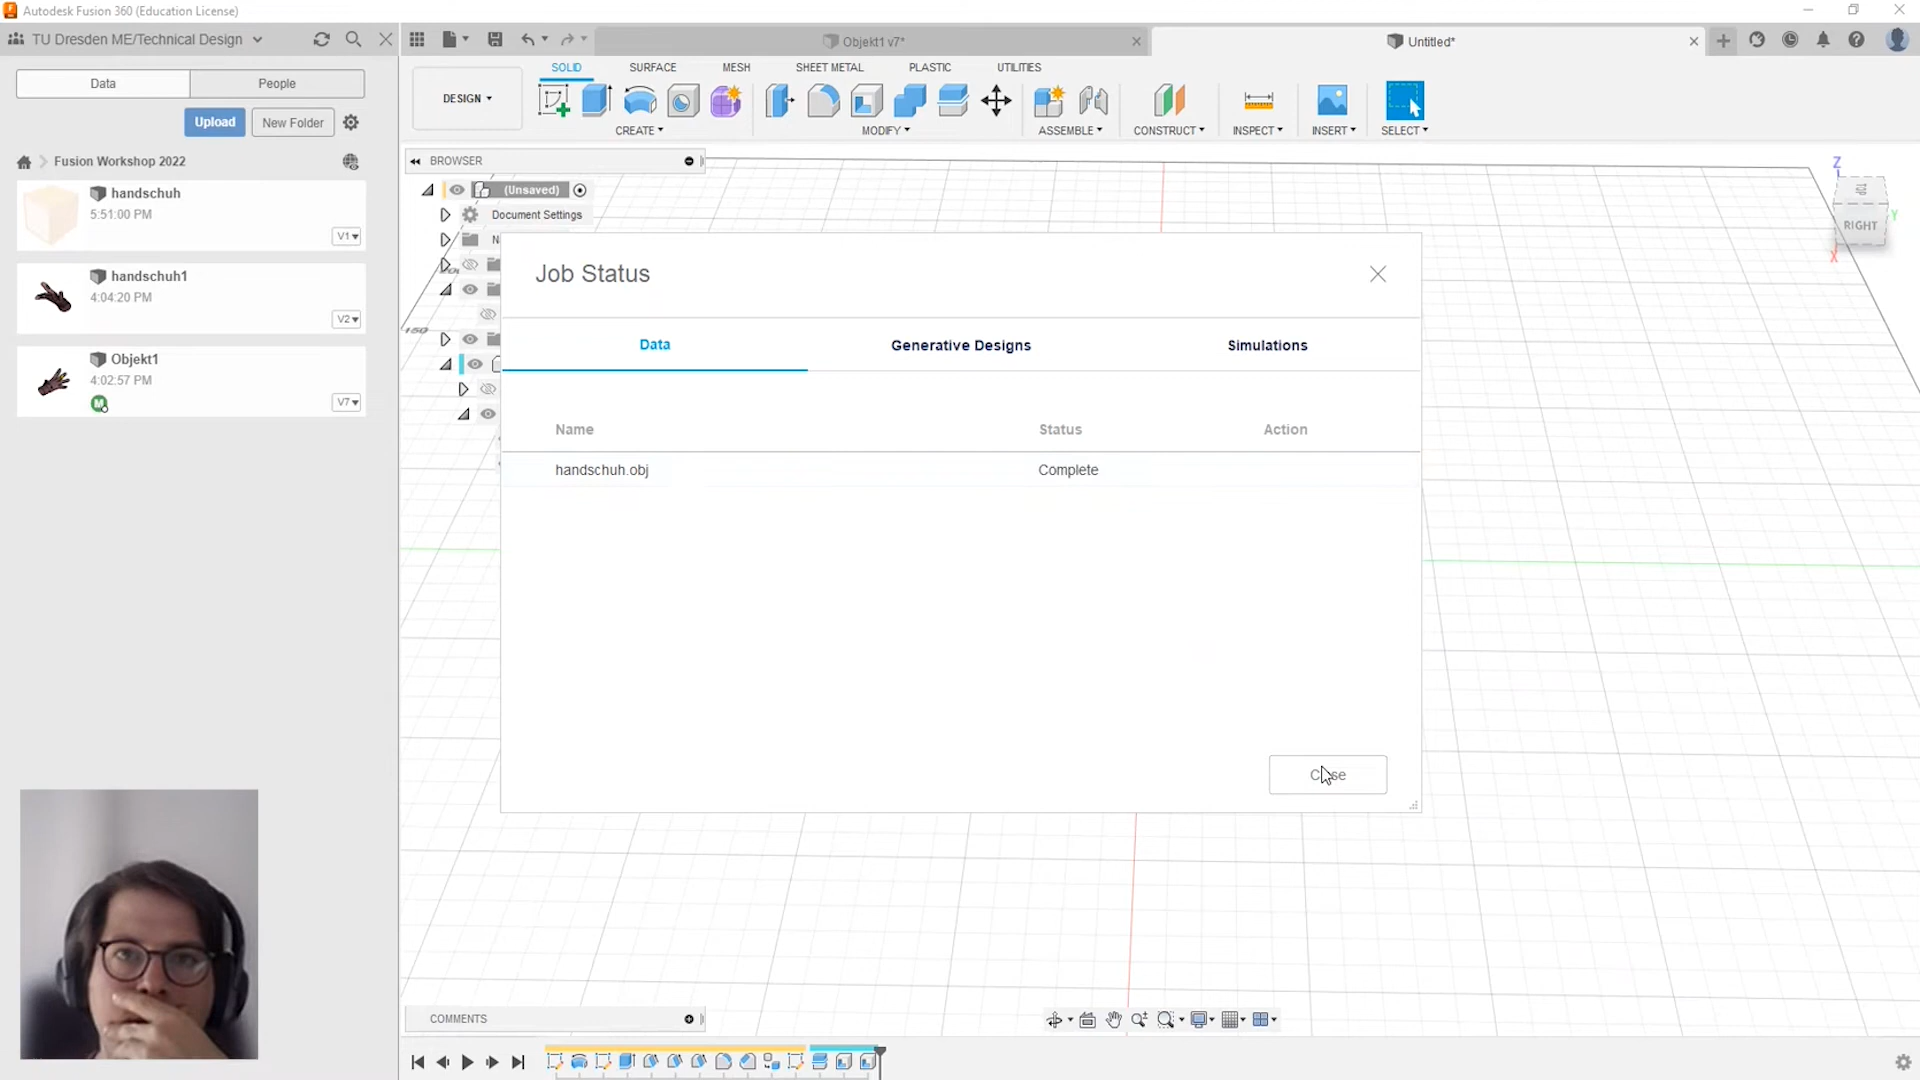 Autodesk Fusion 360 (Education License)
TU Dresden ME/Technical Design
Objekt1 v7*
Untitled*
Data
People
Upload
New Folder
Fusion Workshop 2022
handschuh
5:51:00 PM
V1
handschuh1
4:04:20 PM
V2
Objekt1
4:02:57 PM
M
V7
DESIGN
SOLID
SURFACE
MESH
SHEET METAL
PLASTIC
UTILITIES
CREATE
MODIFY
ASSEMBLE
CONSTRUCT
INSPECT
INSERT
SELECT
BROWSER
(Unsaved)
Document Settings
N
150
Z
TOP
Y
RIGHT
X
Job Status
Data
Generative Designs
Simulations
Name
Status
Action
handschuh.obj
Complete
COMMENTS